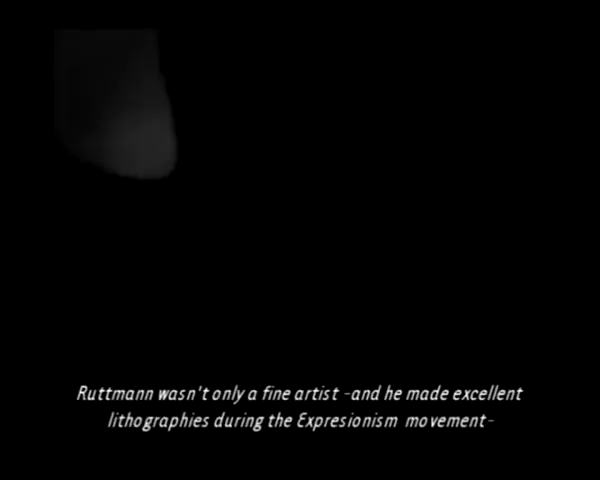 Ruttmann wasn't only a fine artist -and he made excellent
lithographies during the Expresionism movement-